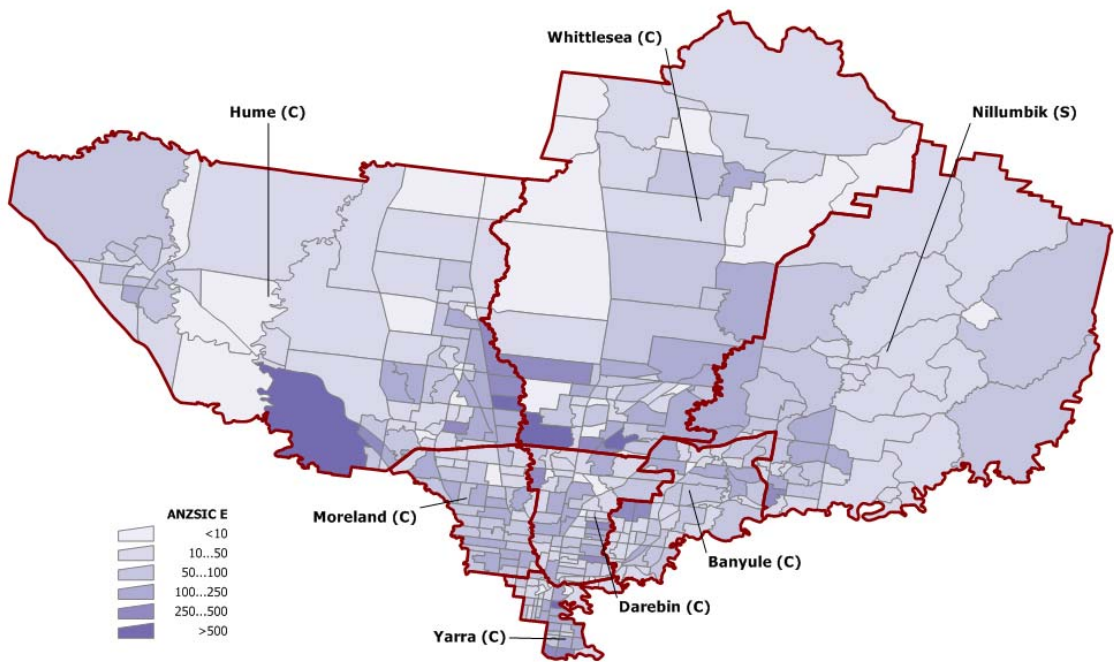 Whittlesea (C)
Hume (C)
Nillumbik (S)
ANZSIC E
<10
10...50
50...100
100...250
250...500
>500
Moreland (C)
Banyule (C)
Darebin (C)
Yarra (C)